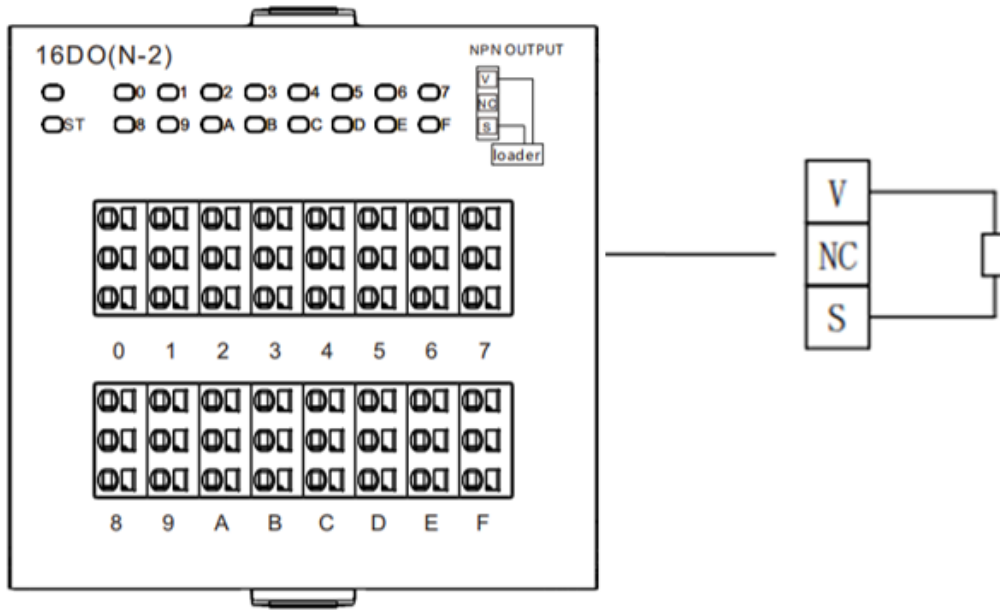 16DO(N-2)
NPN OUTPUT
0 1 2 3 4 5 6 7
ST 8 9 A B C D E F
V
NC
S
loader
0 1 2 3 4 5 6 7
8 9 A B C D E F
V
NC
S